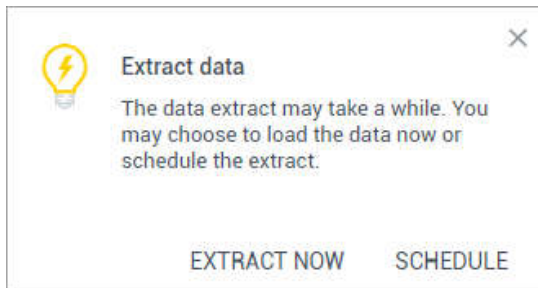 Extract data
The data extract may take a while. You
may choose to load the data now or
schedule the extract.
EXTRACT NOW SCHEDULE